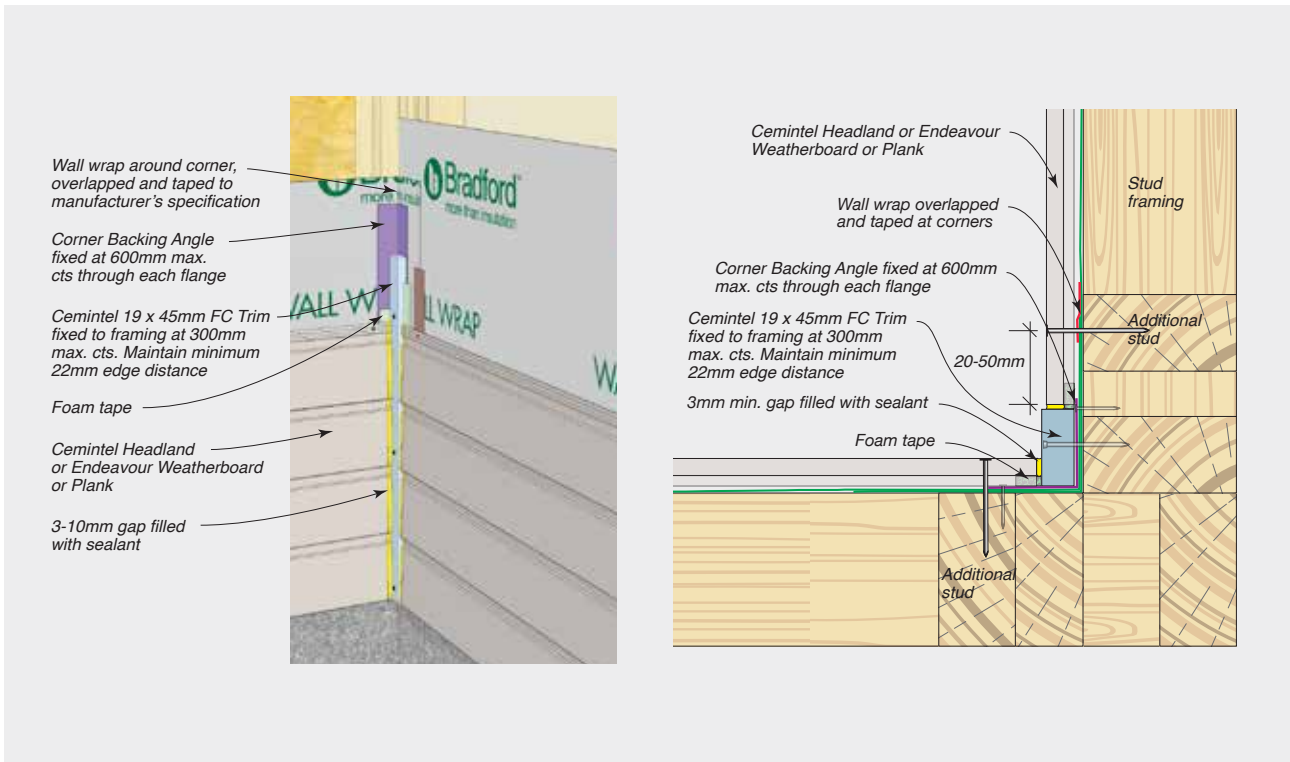 Wall wrap around corner,
overlapped and taped to
manufacturer's specification
Corner Backing Angle
fixed at 600mm max.
cts through each flange
Cemintel 19 x 45mm FC Trim
fixed to framing at 300mm
max. cts. Maintain minimum
22mm edge distance
Foam tape
Cemintel Headland
or Endeavour Weatherboard
or Plank
3-10mm gap filled
with sealant
Bradford
more than insulation
WALL W
LL WRAP
W
Cemintel Headland or Endeavour
Weatherboard or Plank
Wall wrap overlapped
and taped at corners
Corner Backing Angle fixed at 600mm
max. cts through each flange
Cemintel 19 x 45mm FC Trim
fixed to framing at 300mm
max. cts. Maintain minimum
22mm edge distance
3mm min. gap filled with sealant
Foam tape
Stud
framing
Additional
stud
20-50mm
Additional
stud